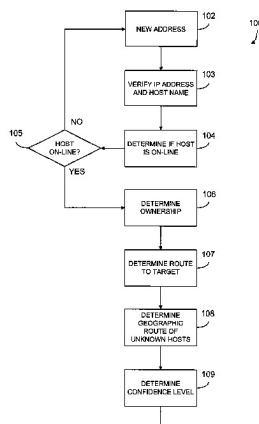 102
NEW ADDRESS
100
103
VERIFY IP ADDRESS
AND HOST NAME
NO
105
104
HOST
ON-LINE?
DETERMINE IF HOST
IS ON-LINE
YES
106
DETERMINE
OWNERSHIP
107
DETERMINE ROUTE
TO TARGET
108
DETERMINE
GEOGRAPHIC
ROUTE OF
UNKNOWN HOSTS
109
DETERMINE
CONFIDENCE LEVEL